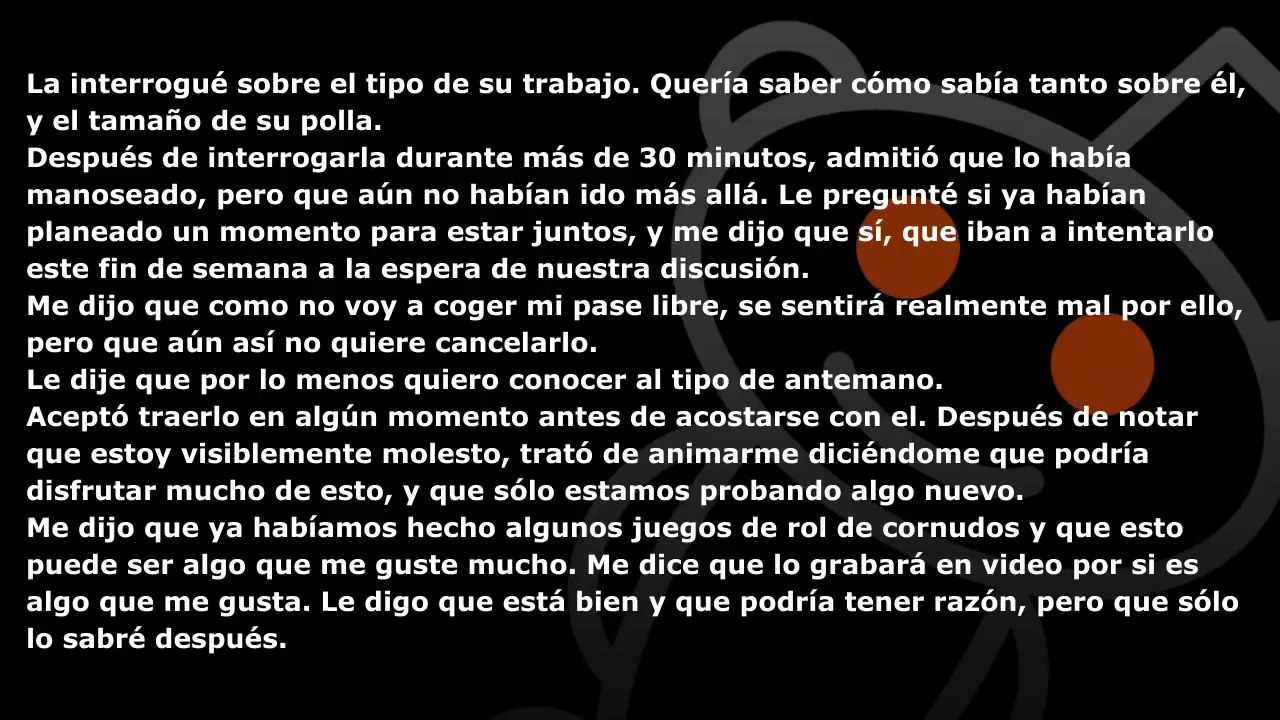 La interrogué sobre el tipo de su trabajo. Quería saber cómo sabía tanto sobre él,
y el tamaño de su polla.
Después de interrogarla durante más de 30 minutos, admitió que lo había
manoseado, pero que aún no habían ido más allá. Le pregunté si ya habían
planeado un momento para estar juntos, y me dijo que sí, que iban a intentarlo
este fin de semana a la espera de nuestra discusión.
Me dijo que como no voy a coger mi pase libre, se sentirá realmente mal por ello,
pero que aún así no quiere cancelarlo.
Le dije que por lo menos quiero conocer al tipo de antemano.
Aceptó traerlo en algún momento antes de acostarse con el. Después de notar
que estoy visiblemente molesto, trató de animarme diciéndome que podría
disfrutar mucho de esto, y que sólo estamos probando algo nuevo.
Me dijo que ya habíamos hecho algunos juegos de rol de cornudos y que esto
puede ser algo que me guste mucho. Me dice que lo grabará en video por si es
algo que me gusta. Le digo que está bien y que podría tener razón, pero que sólo
lo sabré después.